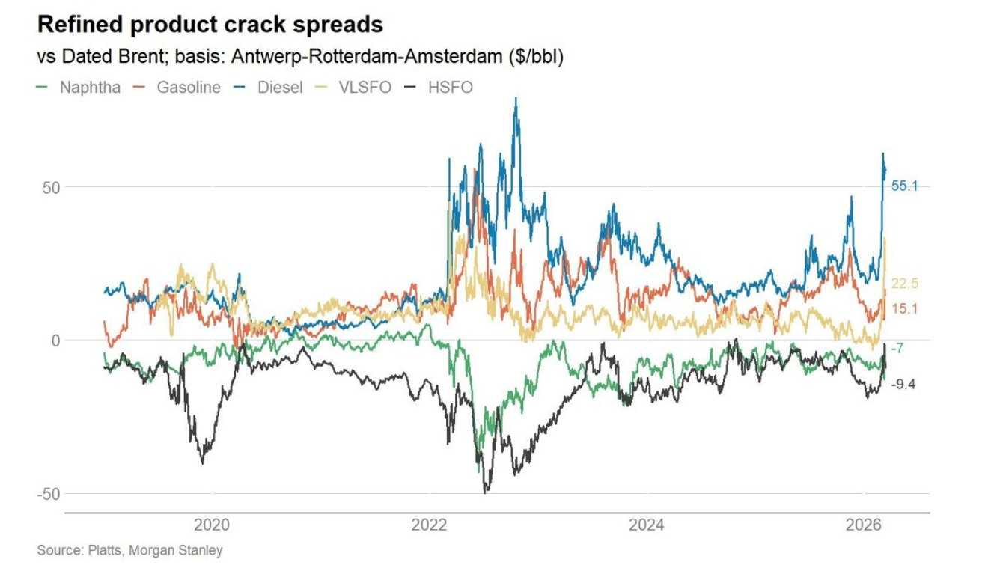 Refined product crack spreads
vs Dated Brent; basis: Antwerp-Rotterdam-Amsterdam ($/bbl)
Naphtha Gasoline Diesel VLSFO HSFO
50
55.1
22.5
15.1
0
-7
-9.4
-50
2020 2022 2024 2026
Source: Platts, Morgan Stanley